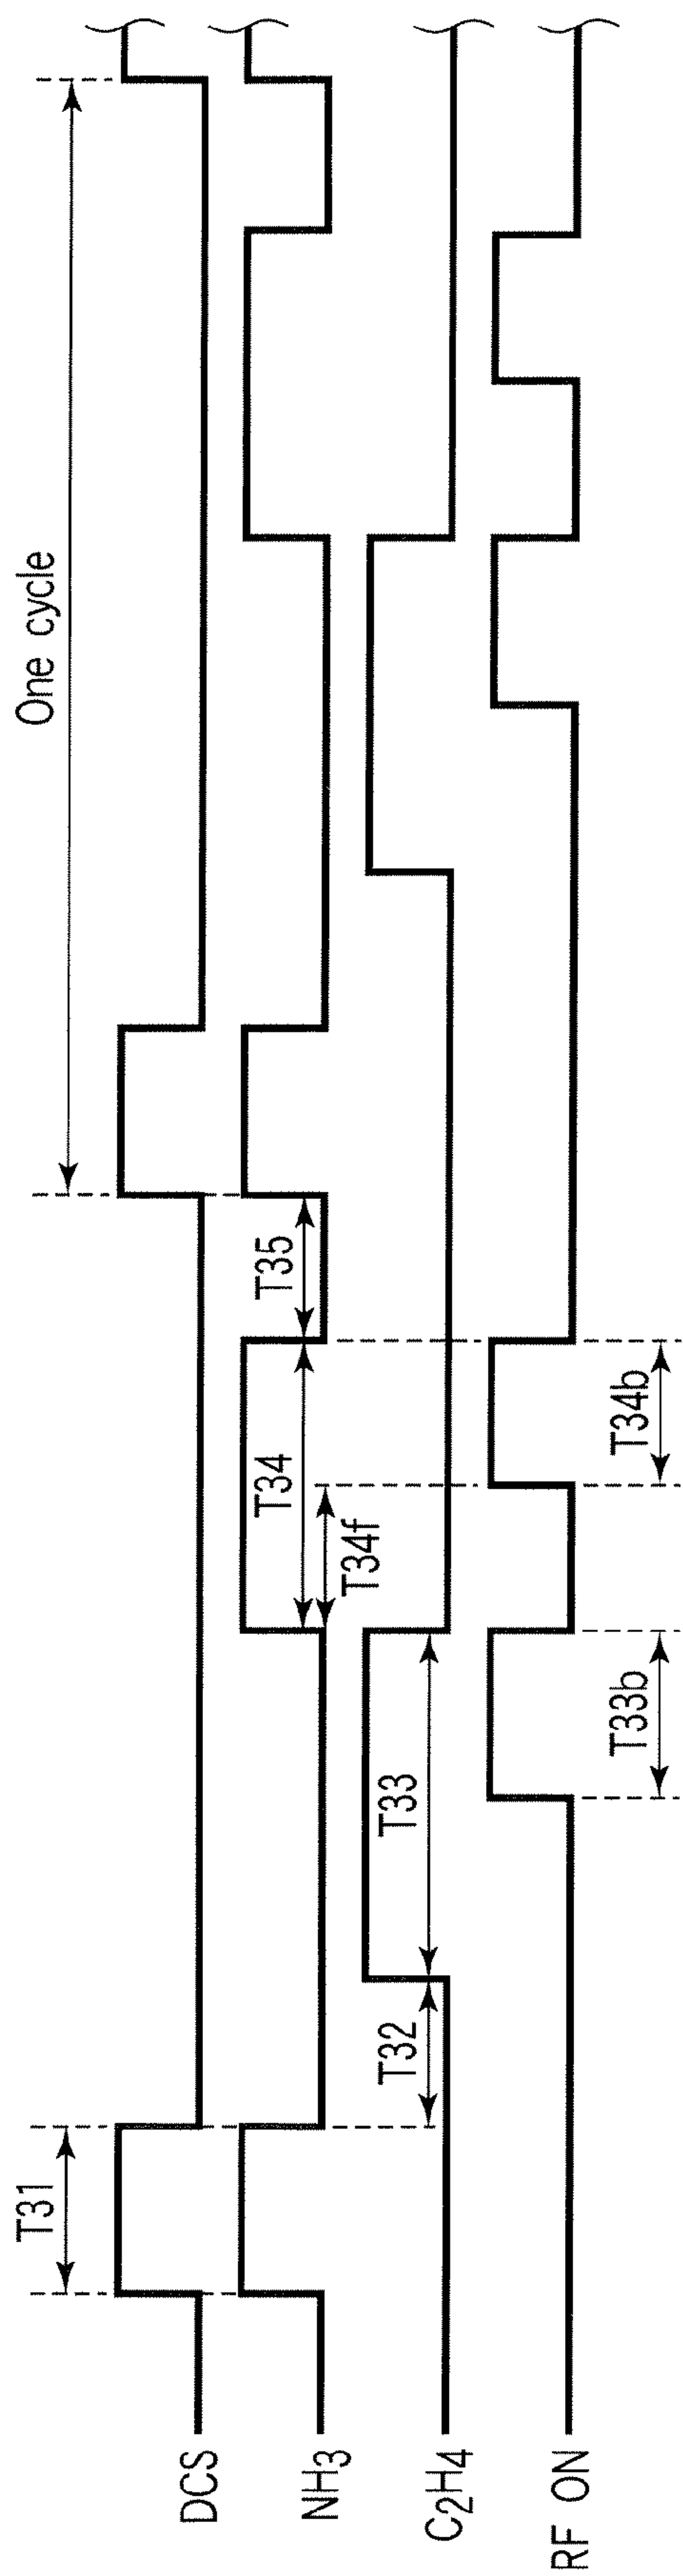 One cycle
T31
DCS
T35
T34
T34f
NH3
T33
T32
C2H4
T34b
T33b
RF ON